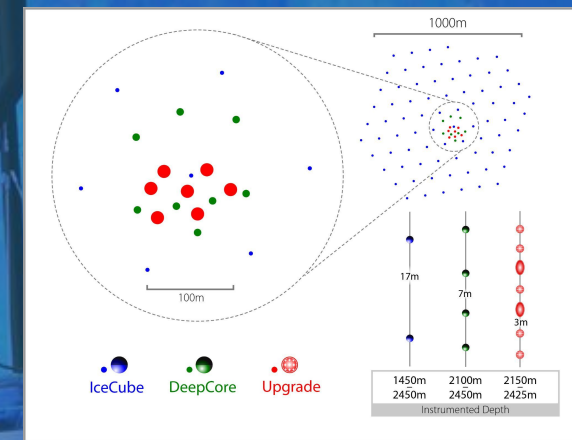 1000m
100m
17m
7m
3m
IceCube
DeepCore
Upgrade
1450m
2450m
2100m
2450m
2150m
2425m
Instrumented Depth